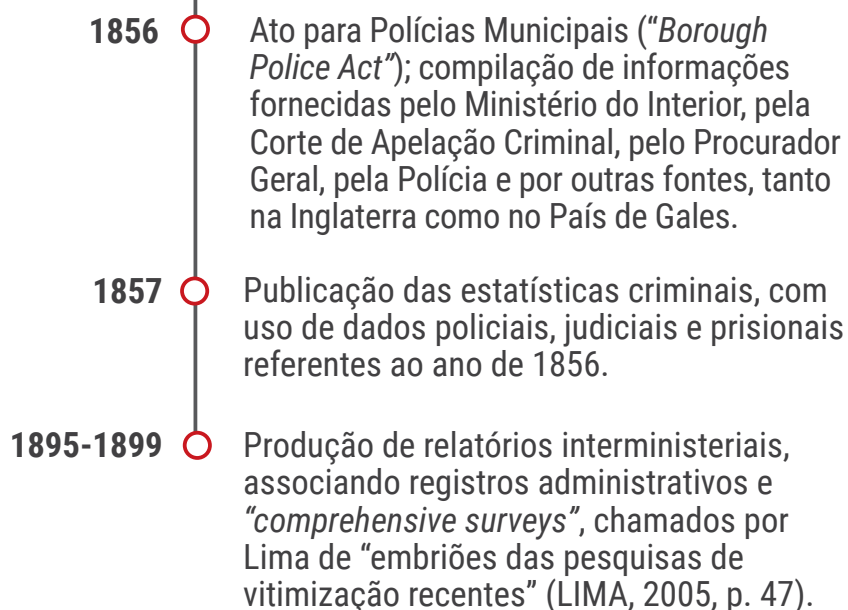 1856 Ato para Polícias Municipais (“Borough
Police Act”); compilação de informações
fornecidas pelo Ministério do Interior, pela
Corte de Apelação Criminal, pelo Procurador
Geral, pela Polícia e por outras fontes, tanto
na Inglaterra como no País de Gales.
1857 Publicação das estatísticas criminais, com
uso de dados policiais, judiciais e prisionais
referentes ao ano de 1856.
1895-1899 Produção de relatórios interministeriais,
associando registros administrativos e
“comprehensive surveys”, chamados por
Lima de “embriões das pesquisas de
vitimização recentes” (LIMA, 2005, p. 47).